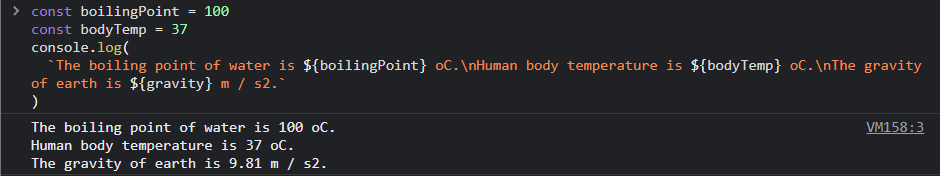 > const boilingPoint = 100
const bodyTemp = 37
console.log(
`The boiling point of water is ${boilingPoint} oC.\nHuman body temperature is ${bodyTemp} oC.\nThe gravity
of earth is ${gravity} m / s2.`
)
The boiling point of water is 100 oC. VM158:3
Human body temperature is 37 oC.
The gravity of earth is 9.81 m / s2.